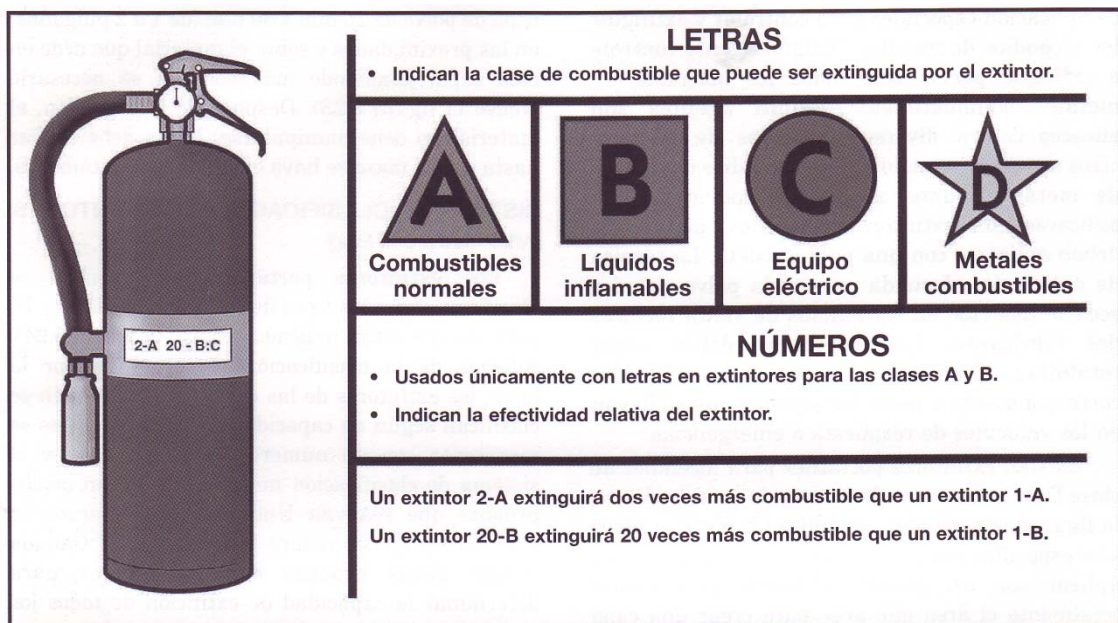 LETRAS
• Indican la clase de combustible que puede ser extinguida por el extintor.
A
B
C
D
Combustibles
normales
Líquidos
inflamables
Equipo
eléctrico
Metales
combustibles
2-A 20-B:C
NÚMEROS
• Usados únicamente con letras en extintores para las clases A y B.
• Indican la efectividad relativa del extintor.
Un extintor 2-A extinguirá dos veces más combustible que un extintor 1-A.
Un extintor 20-B extinguirá 20 veces más combustible que un extintor 1-B.